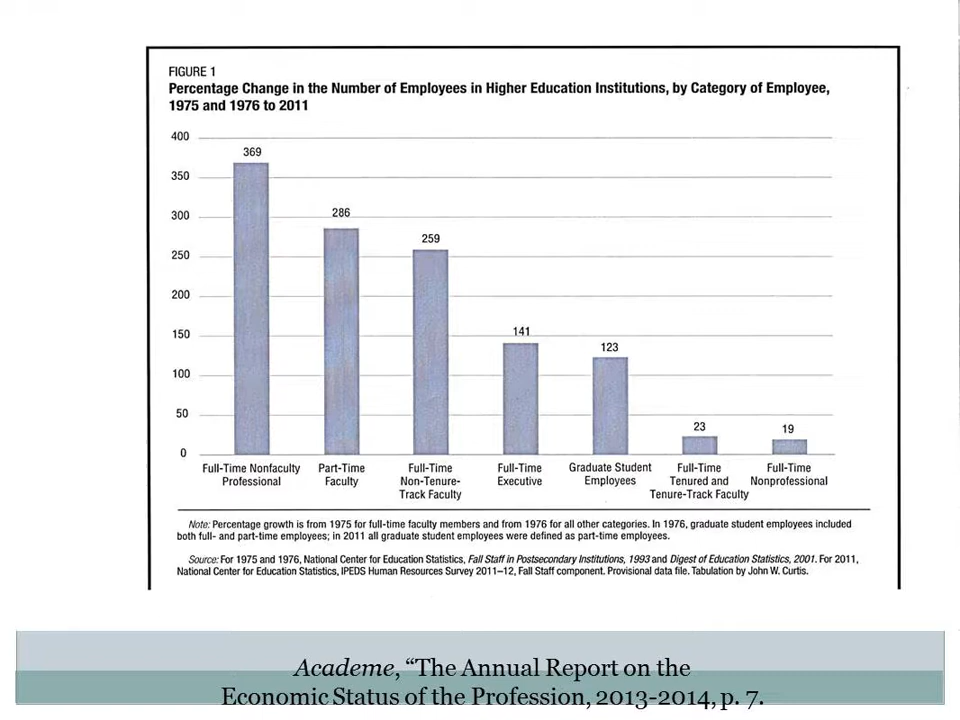 FIGURE 1
Percentage Change in the Number of Employees in Higher Education Institutions, by Category of Employee,
1975 and 1976 to 2011
400
350
300
250
200
150
100
50
0
369
286
259
141
123
23
19
Full-Time Nonfaculty
Professional
Part-Time
Faculty
Full-Time
Non-Tenure-
Track Faculty
Full-Time
Executive
Graduate Student
Employees
Full-Time
Tenured and
Tenure-Track Faculty
Full-Time
Nonprofessional
Note: Percentage growth is from 1975 for full-time faculty members and from 1976 for all other categories. In 1976, graduate student employees included
both full- and part-time employees; in 2011 all graduate student employees were defined as part-time employees.
Source: For 1975 and 1976, National Center for Education Statistics, Fall Staff in Postsecondary Institutions, 1993 and Digest of Education Statistics, 2001. For 2011,
National Center for Education Statistics, IPEDS Human Resources Survey 2011–12, Fall Staff component. Provisional data file. Tabulation by John W. Curtis.
Academe, “The Annual Report on the
Economic Status of the Profession, 2013-2014, p. 7.